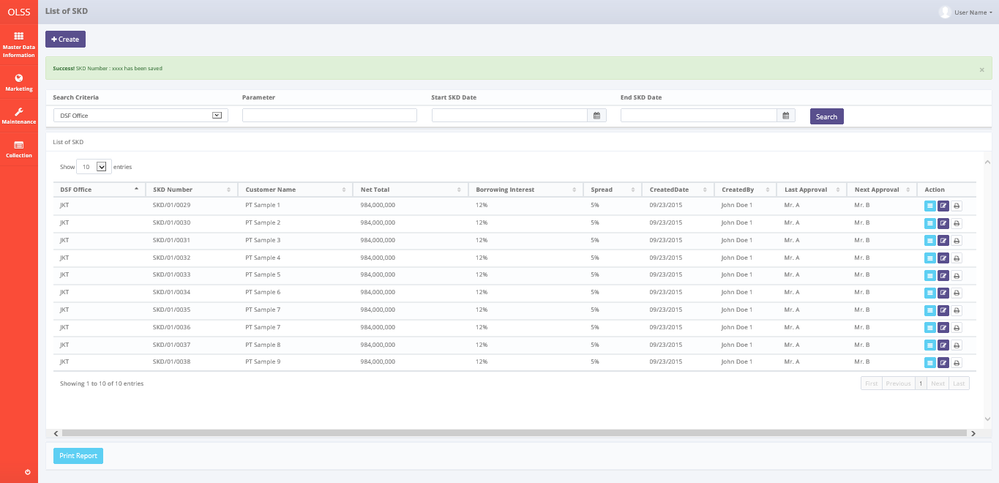 OLSS
List of SKD
User Name
Master Data
Information
Marketing
Maintenance
Collection
Create
Success! SKD Number : xxxx has been saved
×
Search Criteria Parameter Start SKD Date End SKD Date
DSF Office
Search
List of SKD
Show 10 entries
DSF Office SKD Number Customer Name Net Total Borrowing Interest Spread CreatedDate CreatedBy Last Approval Next Approval Action
JKT SKD/01/0029 PT Sample 1 984,000,000 12% 5% 09/23/2015 John Doe 1 Mr. A Mr. B
JKT SKD/01/0030 PT Sample 2 984,000,000 12% 5% 09/23/2015 John Doe 1 Mr. A Mr. B
JKT SKD/01/0031 PT Sample 3 984,000,000 12% 5% 09/23/2015 John Doe 1 Mr. A Mr. B
JKT SKD/01/0032 PT Sample 4 984,000,000 12% 5% 09/23/2015 John Doe 1 Mr. A Mr. B
JKT SKD/01/0033 PT Sample 5 984,000,000 12% 5% 09/23/2015 John Doe 1 Mr. A Mr. B
JKT SKD/01/0034 PT Sample 6 984,000,000 12% 5% 09/23/2015 John Doe 1 Mr. A Mr. B
JKT SKD/01/0035 PT Sample 7 984,000,000 12% 5% 09/23/2015 John Doe 1 Mr. A Mr. B
JKT SKD/01/0036 PT Sample 7 984,000,000 12% 5% 09/23/2015 John Doe 1 Mr. A Mr. B
JKT SKD/01/0037 PT Sample 8 984,000,000 12% 5% 09/23/2015 John Doe 1 Mr. A Mr. B
JKT SKD/01/0038 PT Sample 9 984,000,000 12% 5% 09/23/2015 John Doe 1 Mr. A Mr. B
Showing 1 to 10 of 10 entries
First Previous 1 Next Last
Print Report